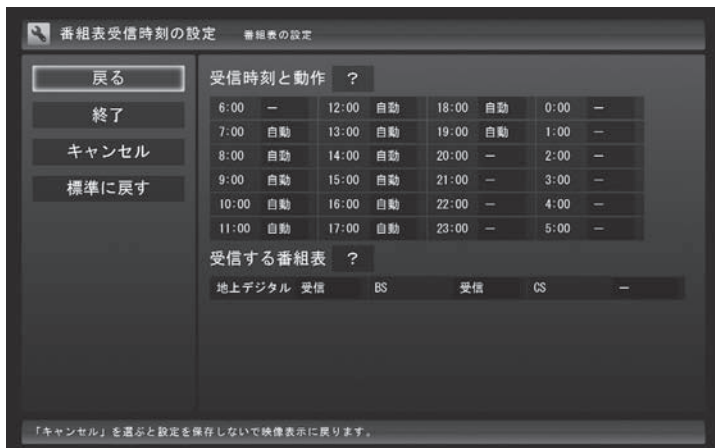 番組表受信時刻の設定 番組表の設定
戻る
終了
キャンセル
標準に戻す
受信時刻と動作 ?
6:00 − 12:00 自動 18:00 自動 0:00 −
7:00 自動 13:00 自動 19:00 自動 1:00 −
8:00 自動 14:00 自動 20:00 − 2:00 −
9:00 自動 15:00 自動 21:00 − 3:00 −
10:00 自動 16:00 自動 22:00 − 4:00 −
11:00 自動 17:00 自動 23:00 − 5:00 −
受信する番組表 ?
地上デジタル 受信 BS 受信 CS −
「キャンセル」を選ぶと設定を保存しないで映像表示に戻ります。